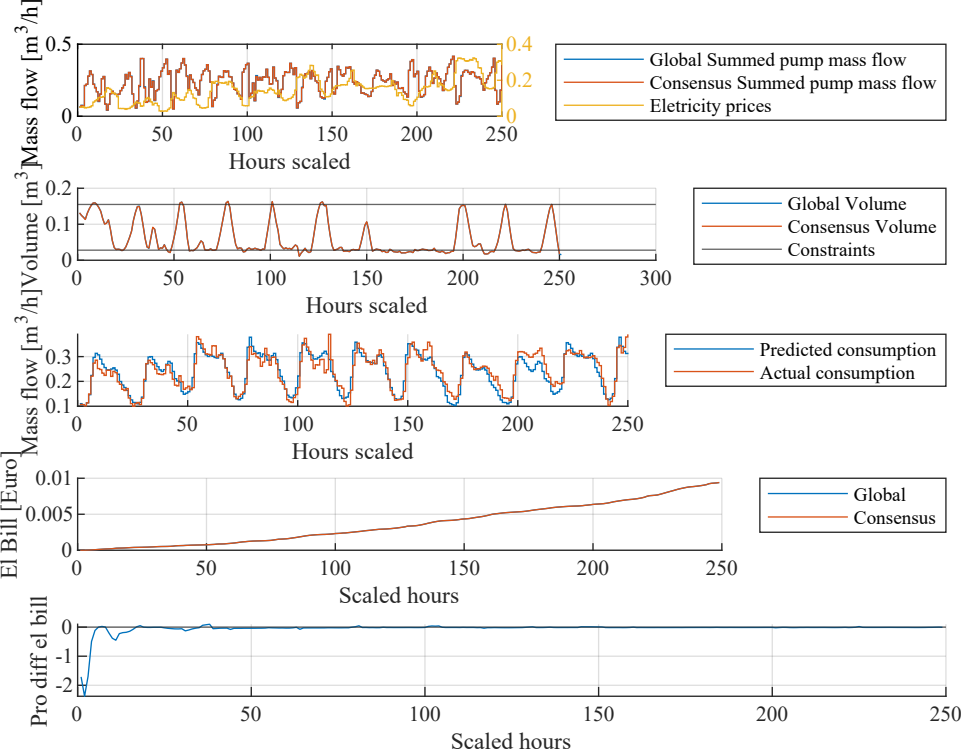 Mass flow [m³/h]
0.5
0
0.4
0.2
0
0 50 100 150 200 250
Hours scaled
Global Summed pump mass flow
Consensus Summed pump mass flow
Eletricity prices
Volume [m³]
0.2
0.1
0
0 50 100 150 200 250 300
Hours scaled
Global Volume
Consensus Volume
Constraints
Mass flow [m³/h]
0.3
0.2
0.1
0 50 100 150 200 250
Hours scaled
Predicted consumption
Actual consumption
El Bill [Euro]
0.01
0.005
0
0 50 100 150 200 250
Scaled hours
Global
Consensus
Pro diff el bill
0
-1
-2
0 50 100 150 200 250
Scaled hours